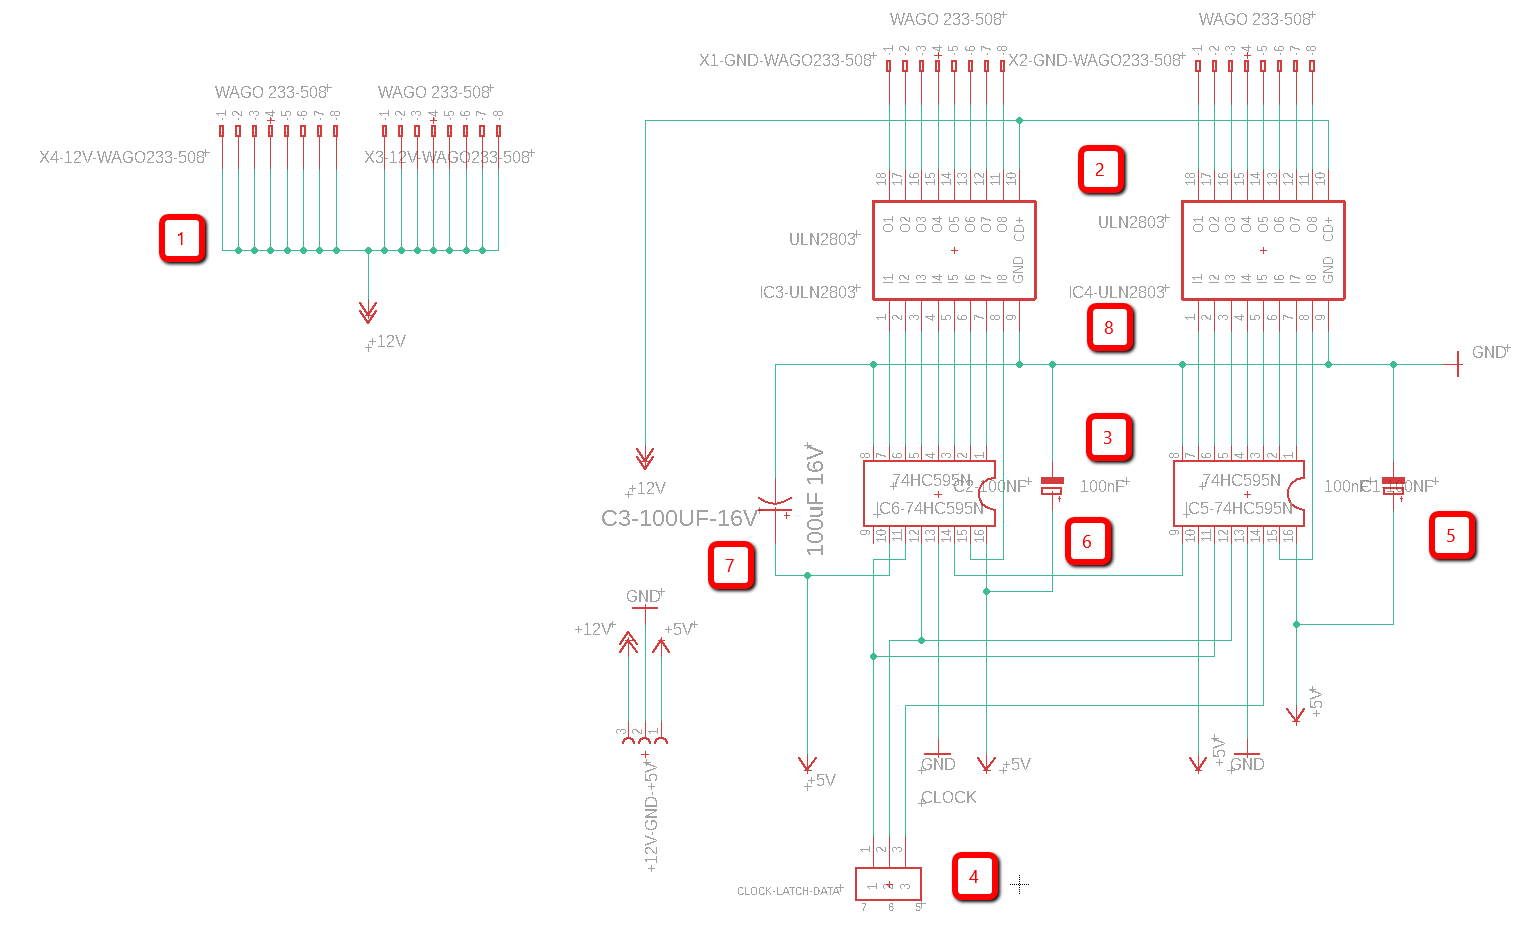 WAGO 233-508
WAGO 233-508
-1 -2 -3 -4 -5 -6 -7 -8
-1 -2 -3 -4 -5 -6 -7 -8
X1-GND-WAGO233-508
X2-GND-WAGO233-508
WAGO 233-508
WAGO 233-508
-1 -2 -3 -4 -5 -6 -7 -8
-1 -2 -3 -4 -5 -6 -7 -8
X4-12V-WAGO233-508
X3-12V-WAGO233-508
2
18 17 16 15 14 13 12 11 10
18 17 16 15 14 13 12 11 10
O1 O2 O3 O4 O5 O6 O7 O8 CD+
O1 O2 O3 O4 O5 O6 O7 O8 CD+
1
ULN2803
ULN2803
I1 I2 I3 I4 I5 I6 I7 I8 GND
I1 I2 I3 I4 I5 I6 I7 I8 GND
IC3-ULN2803
IC4-ULN2803
1 2 3 4 5 6 7 8 9
1 2 3 4 5 6 7 8 9
8
+12V
GND
3
8 7 6 5 4 3 2 1
8 7 6 5 4 3 2 1
74HC595N
C2-100NF
100nF
74HC595N
100nF
C1-100NF
+12V
C3-100UF-16V
100uF 16V
IC6-74HC595N
IC5-74HC595N
9 10 11 12 13 14 15 16
9 10 11 12 13 14 15 16
6
5
7
GND
+12V
+5V
3 2 1
+12V-GND-+5V
+5V
GND
+5V
+5V
GND
+5V
CLOCK
1 2 3
4
CLOCK-LATCH-DATA
1 2 3
7 6 5